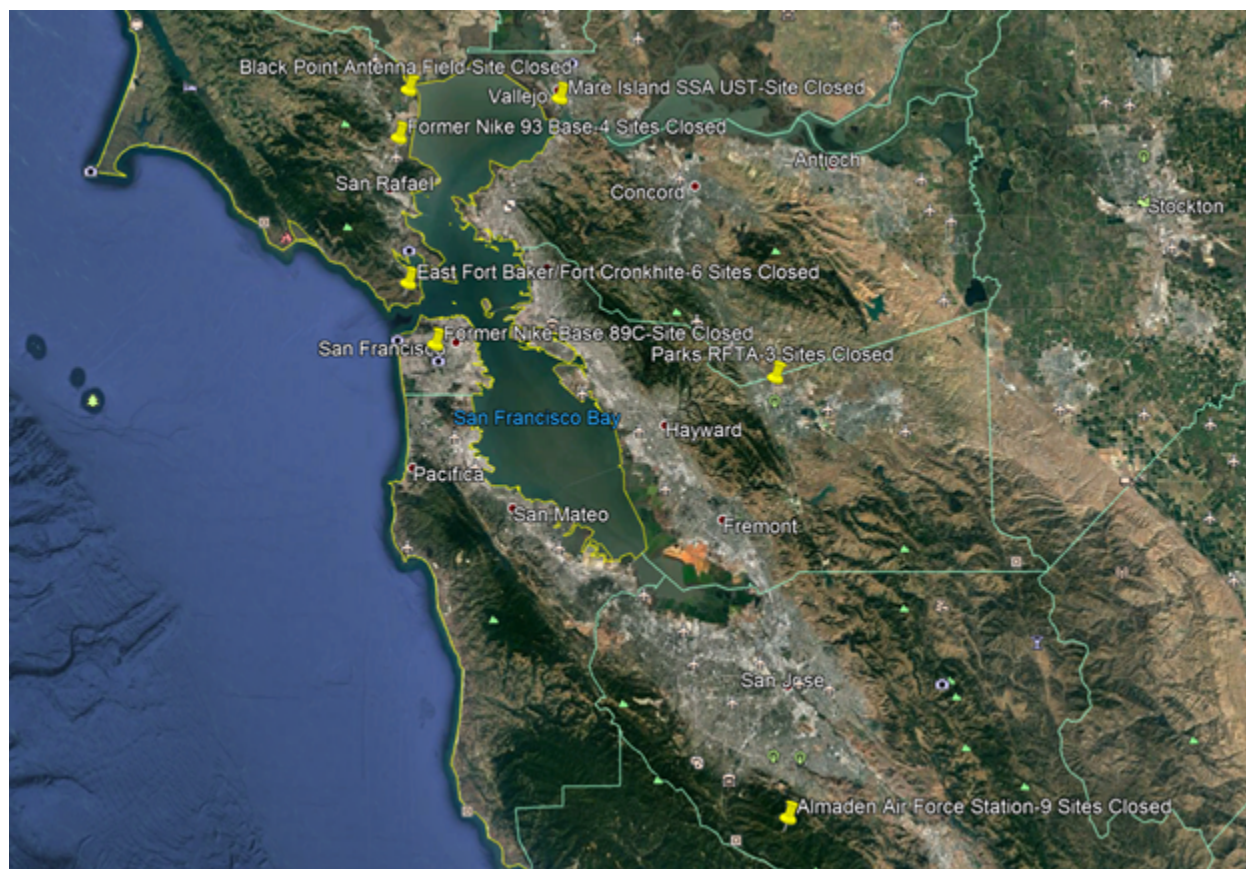 Black Point Antenna Field-Site Closed
Mare Island SSA UST-Site Closed
Vallejo
Former Nike 93 Base-4 Sites Closed
Antioch
San Rafael
Concord
Stockton
East Fort Baker/Fort Cronkhite-6 Sites Closed
Former Nike Base 89C-Site Closed
San Francisco
Parks RFTA-3 Sites Closed
San Francisco Bay
Hayward
Pacifica
San Mateo
Fremont
San Jose
Almaden Air Force Station-9 Sites Closed